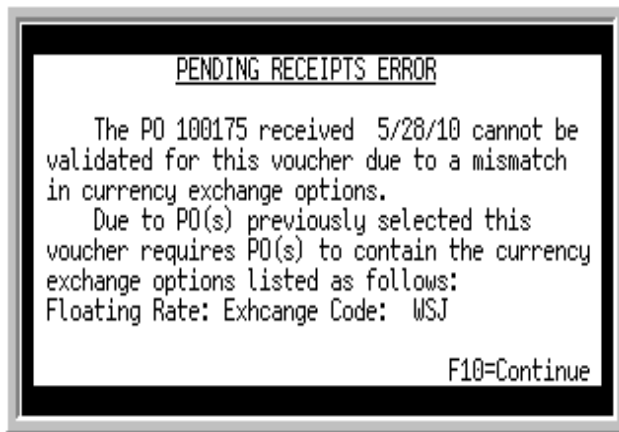 PENDING RECEIPTS ERROR
The PO 100175 received 5/28/10 cannot be
validated for this voucher due to a mismatch
in currency exchange options.
Due to PO(s) previously selected this
voucher requires PO(s) to contain the currency
exchange options listed as follows:
Floating Rate: Exhcange Code: WSJ
F10=Continue